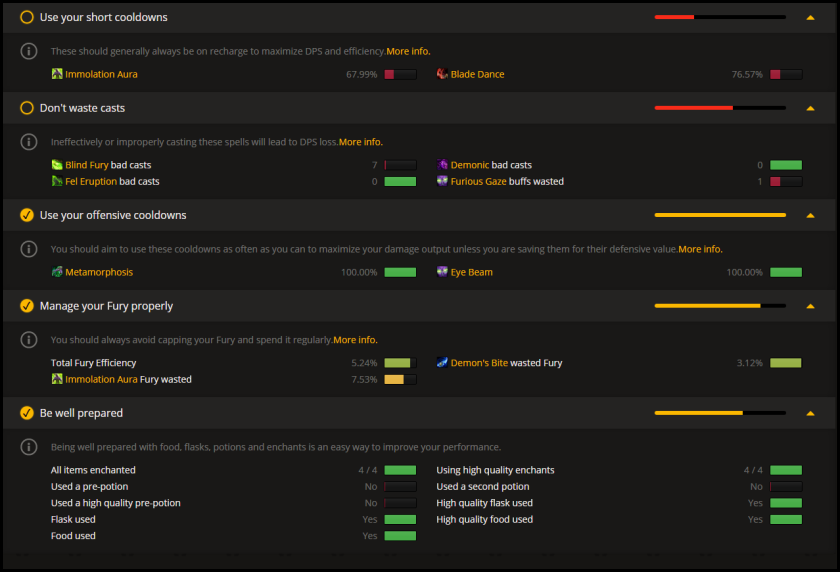 Use your short cooldowns
These should generally always be on recharge to maximize DPS and efficiency.More info.
Immolation Aura 67.99% Blade Dance 76.57%
Don't waste casts
Ineffectively or improperly casting these spells will lead to DPS loss.More info.
Blind Fury bad casts 7 Demonic bad casts 0
Fel Eruption bad casts 0 Furious Gaze buffs wasted 1
Use your offensive cooldowns
You should aim to use these cooldowns as often as you can to maximize your damage output unless you are saving them for their defensive value.More info.
Metamorphosis 100.00% Eye Beam 100.00%
Manage your Fury properly
You should always avoid capping your Fury and spend it regularly.More info.
Total Fury Efficiency 5.24% Demon's Bite wasted Fury 3.12%
Immolation Aura Fury wasted 7.53%
Be well prepared
Being well prepared with food, flasks, potions and enchants is an easy way to improve your performance.
All items enchanted 4 / 4 Using high quality enchants 4 / 4
Used a pre-potion No Used a second potion No
Used a high quality pre-potion No High quality flask used Yes
Flask used Yes High quality food used Yes
Food used Yes